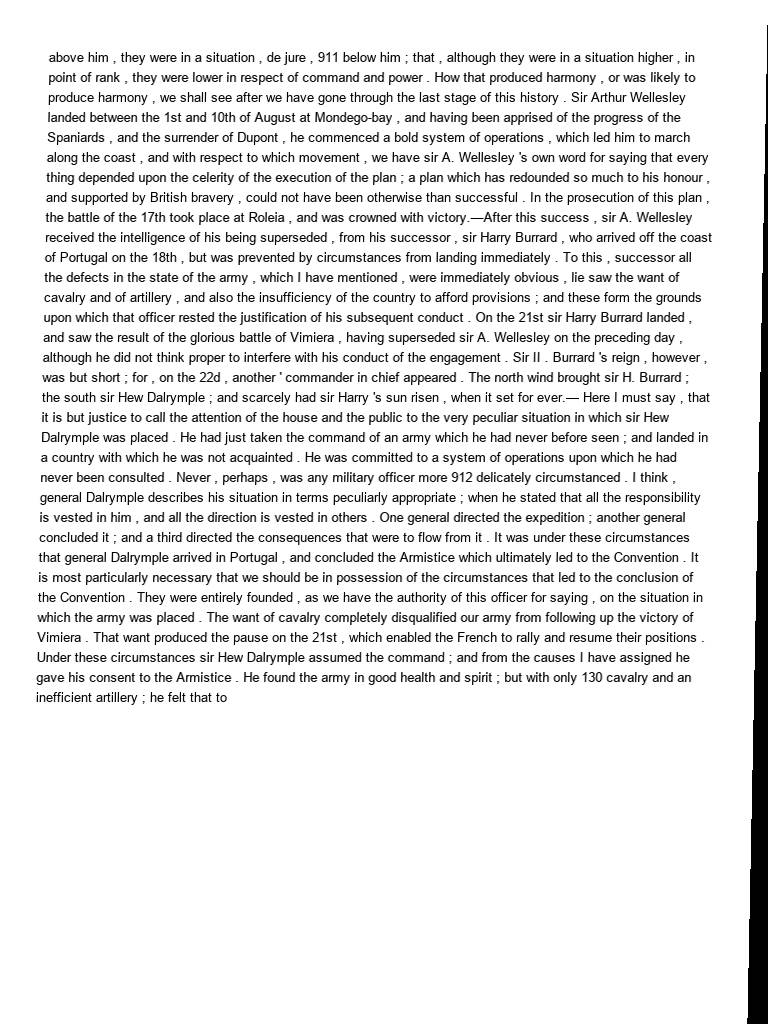 above him , they were in a situation , de jure , 911 below him ; that , although they were in a situation higher , in
point of rank , they were lower in respect of command and power . How that produced harmony , or was likely to
produce harmony , we shall see after we have gone through the last stage of this history . Sir Arthur Wellesley
landed between the 1st and 10th of August at Mondego-bay , and having been apprised of the progress of the
Spaniards , and the surrender of Dupont , he commenced a bold system of operations , which led him to march
along the coast , and with respect to which movement , we have sir A. Wellesley 's own word for saying that every
thing depended upon the celerity of the execution of the plan ; a plan which has redounded so much to his honour ,
and supported by British bravery , could not have been otherwise than successful . In the prosecution of this plan ,
the battle of the 17th took place at Roleia , and was crowned with victory.—After this success , sir A. Wellesley
received the intelligence of his being superseded , from his successor , sir Harry Burrard , who arrived off the coast
of Portugal on the 18th , but was prevented by circumstances from landing immediately . To this , successor all
the defects in the state of the army , which I have mentioned , were immediately obvious , lie saw the want of
cavalry and of artillery , and also the insufficiency of the country to afford provisions ; and these form the grounds
upon which that officer rested the justification of his subsequent conduct . On the 21st sir Harry Burrard landed ,
and saw the result of the glorious battle of Vimiera , having superseded sir A. Wellesley on the preceding day ,
although he did not think proper to interfere with his conduct of the engagement . Sir II . Burrard 's reign , however ,
was but short ; for , on the 22d , another ' commander in chief appeared . The north wind brought sir H. Burrard ;
the south sir Hew Dalrymple ; and scarcely had sir Harry 's sun risen , when it set for ever.— Here I must say , that
it is but justice to call the attention of the house and the public to the very peculiar situation in which sir Hew
Dalrymple was placed . He had just taken the command of an army which he had never before seen ; and landed in
a country with which he was not acquainted . He was committed to a system of operations upon which he had
never been consulted . Never , perhaps , was any military officer more 912 delicately circumstanced . I think ,
general Dalrymple describes his situation in terms peculiarly appropriate ; when he stated that all the responsibility
is vested in him , and all the direction is vested in others . One general directed the expedition ; another general
concluded it ; and a third directed the consequences that were to flow from it . It was under these circumstances
that general Dalrymple arrived in Portugal , and concluded the Armistice which ultimately led to the Convention . It
is most particularly necessary that we should be in possession of the circumstances that led to the conclusion of
the Convention . They were entirely founded , as we have the authority of this officer for saying , on the situation in
which the army was placed . The want of cavalry completely disqualified our army from following up the victory of
Vimiera . That want produced the pause on the 21st , which enabled the French to rally and resume their positions .
Under these circumstances sir Hew Dalrymple assumed the command ; and from the causes I have assigned he
gave his consent to the Armistice . He found the army in good health and spirit ; but with only 130 cavalry and an
inefficient artillery ; he felt that to